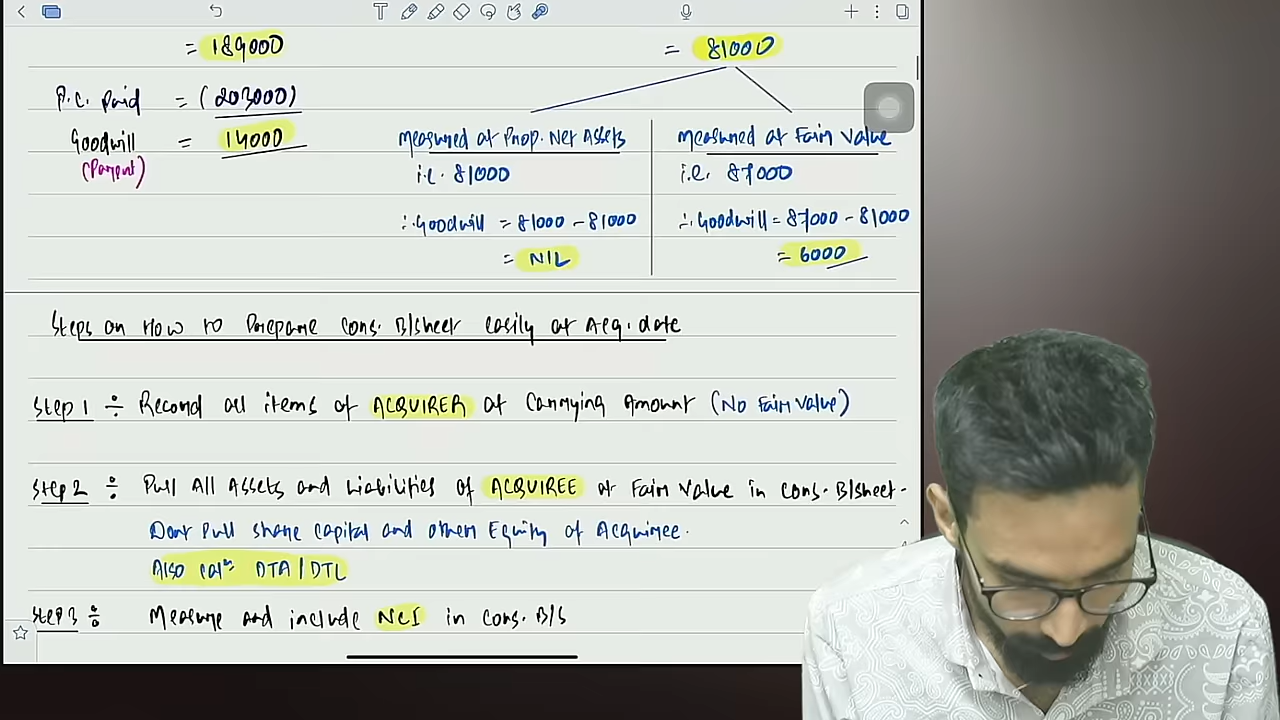 = 189000
= 81000
P.C. Paid = (203000)
Goodwill = 14000
(Parent)
Measured at Prop. Net Assets
i.e. 81000
∴ Goodwill = 81000 - 81000
= NIL
Measured at Fair Value
i.e. 87000
∴ Goodwill = 87000 - 81000
= 6000
Steps on How to Prepare Cons. B/sheet easily at Acq. date
Step 1 ÷ Record all items of ACQUIRER at Carrying Amount (No Fair Value)
Step 2 ÷ Pull All Assets and Liabilities of ACQUIREE at Fair Value in Cons. B/sheet.
Dont Pull share capital and other Equity of Acquiree.
Also calⁿ DTA / DTL
Step 3 ÷ Measure and include NCI in Cons. B/S